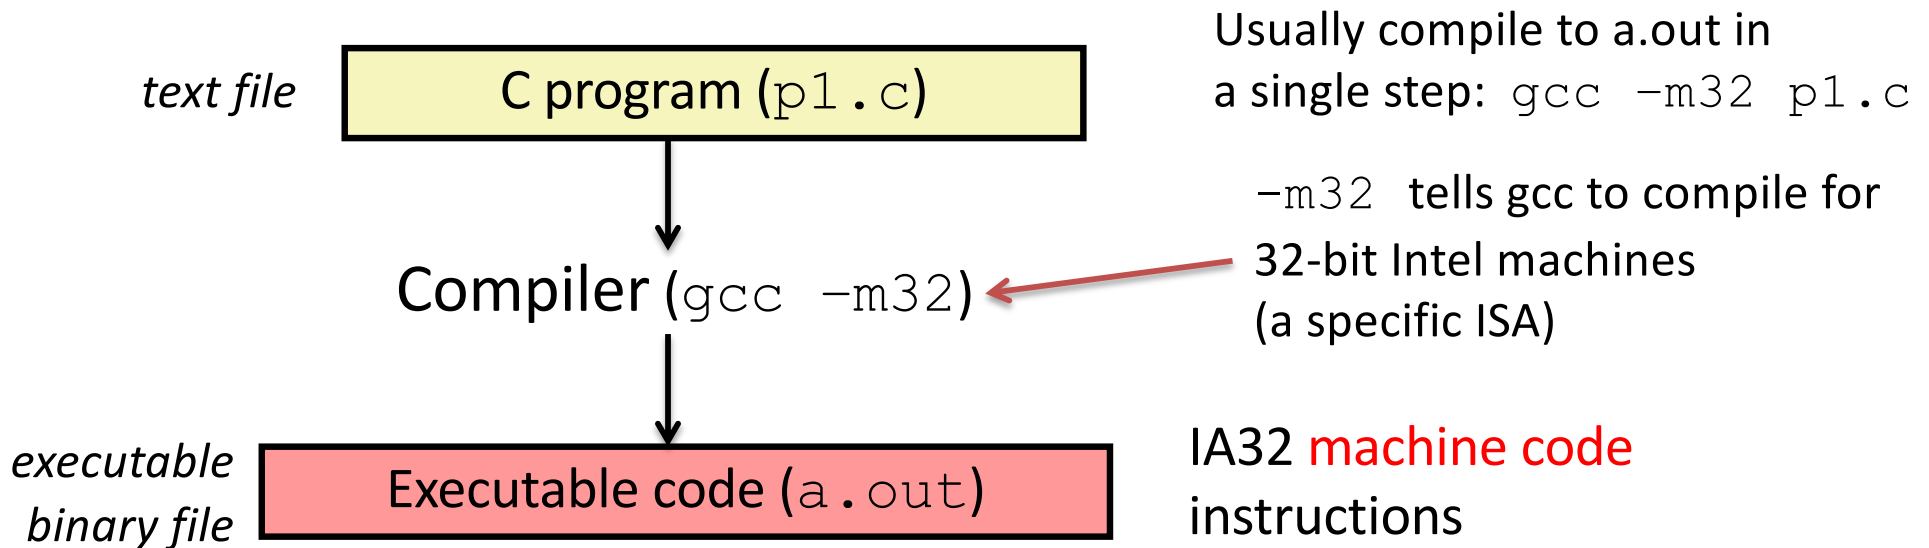 Usually compile to a.out in
text file
C program (p1.c)
a single step: gcc -m32 p1.c
-m32 tells gcc to compile for
Compiler (gcc -m32)
32-bit Intel machines
(a specific ISA)
executable
binary file
Executable code (a.out)
IA32 machine code
instructions